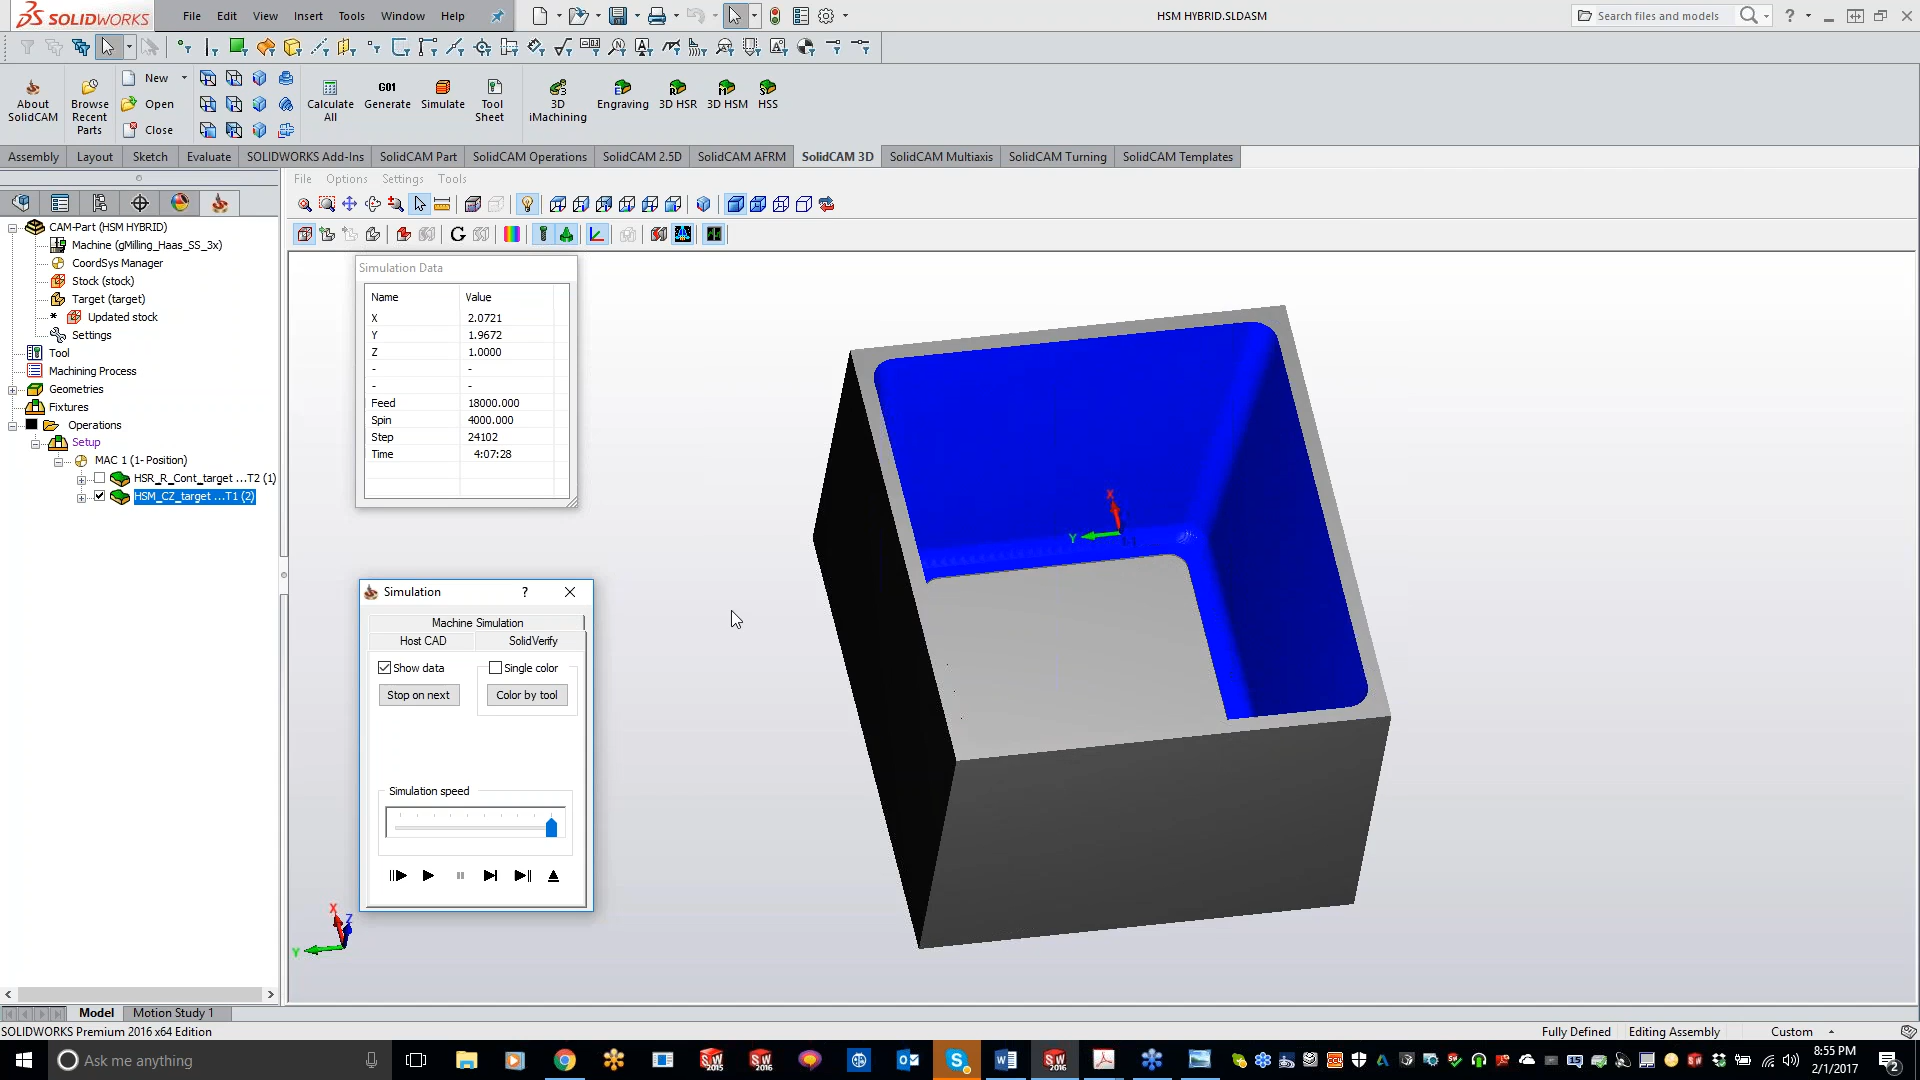 SOLIDWORKS File Edit View Insert Tools Window Help HSM HYBRID.SLDASM Search files and models
About SolidCAM
Browse Recent Parts
New
Open
Close
Calculate All
G01 Generate
Simulate
Tool Sheet
3D iMachining
Engraving
3D HSR
3D HSM
HSS
Assembly Layout Sketch Evaluate SOLIDWORKS Add-Ins SolidCAM Part SolidCAM Operations SolidCAM 2.5D SolidCAM AFRM SolidCAM 3D SolidCAM Multiaxis SolidCAM Turning SolidCAM Templates
File Options Settings Tools
CAM-Part (HSM HYBRID)
Machine (gMilling_Haas_SS_3x)
CoordSys Manager
Stock (stock)
Target (target)
* Updated stock
Settings
Tool
Machining Process
Geometries
Fixtures
Operations
Setup
MAC 1 (1- Position)
HSR_R_Cont_target ...T2 (1)
HSM_CZ_target ...T1 (2)
Simulation Data
Name Value
X 2.0721
Y 1.9672
Z 1.0000
- -
- -
Feed 18000.000
Spin 4000.000
Step 24102
Time 4:07:28
Simulation ?
Machine Simulation
Host CAD SolidVerify
Show data Single color
Stop on next Color by tool
Simulation speed
X
Y
X
Z
Y
Model Motion Study 1
SOLIDWORKS Premium 2016 x64 Edition Fully Defined Editing Assembly Custom
Ask me anything 8:55 PM
2/1/2017